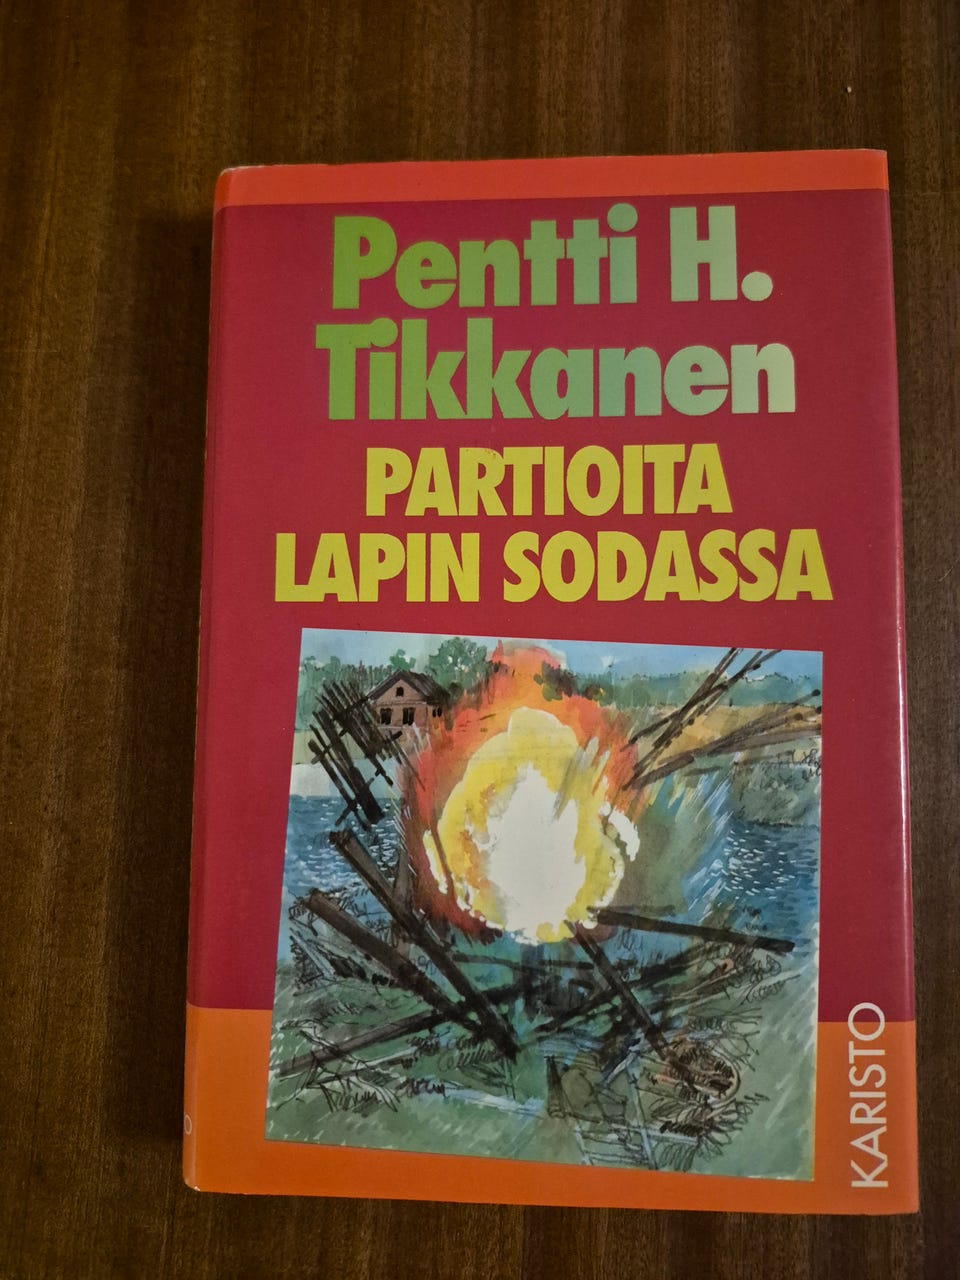 Pentti H.
Tikkanen
PARTIOITA
LAPIN SODASSA
KARISTO